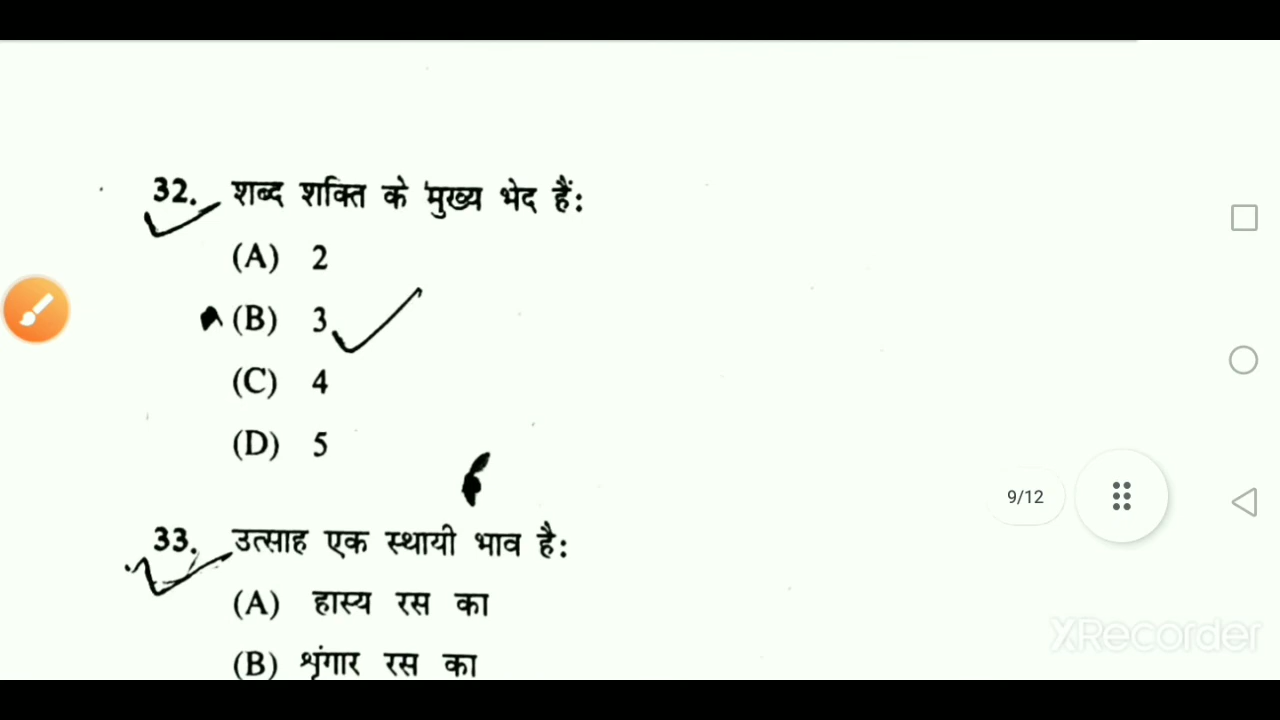 32. शब्द शक्ति के मुख्य भेद हैं:
(A) 2
(B) 3
(C) 4
(D) 5
33. उत्साह एक स्थायी भाव है:
(A) हास्य रस का
(B) शृंगार रस का
9/12
XRecorder